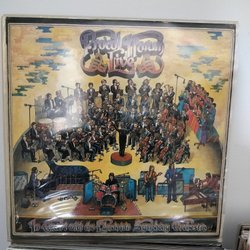 Procol Harum
Live
In Concert with the Edmonton Symphony Orchestra